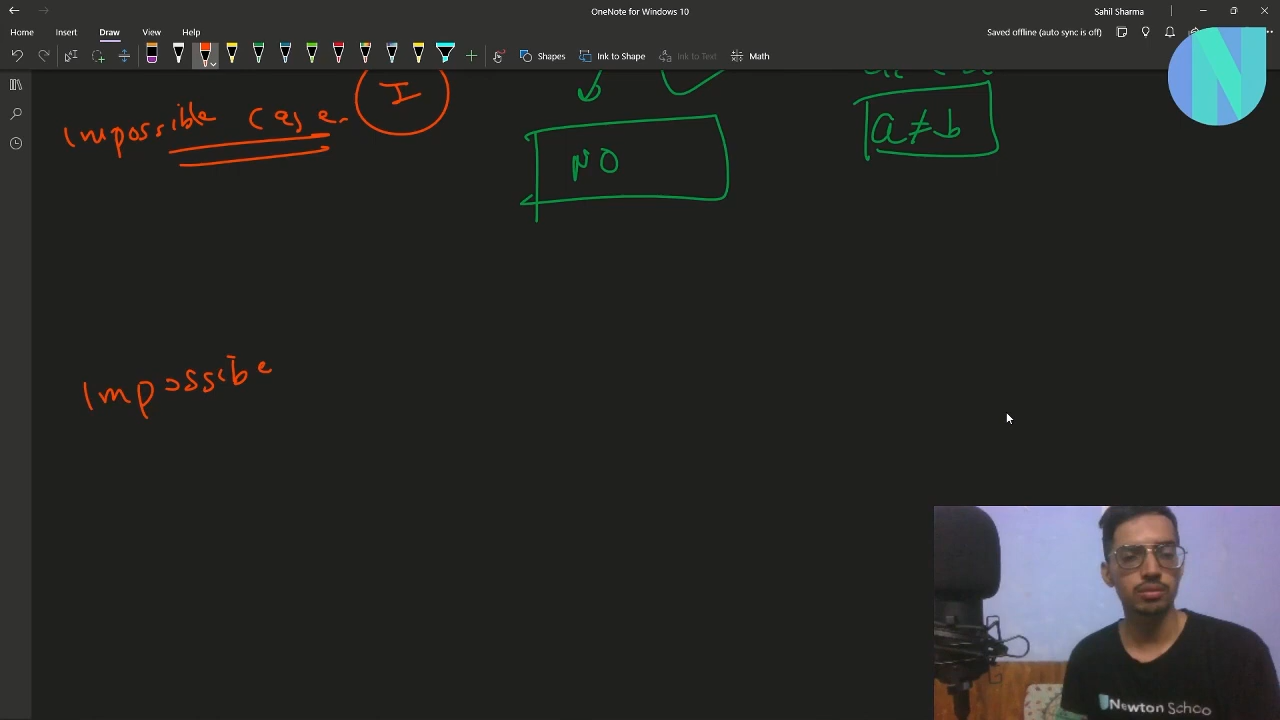 OneNote for Windows 10
Sahil Sharma
Home Insert Draw View Help
Saved offline (auto sync is off)
Shapes Ink to Shape Ink to Text Math
Impossible Case. I
NO
a≠b
Impossibe
N
Newton Schoo